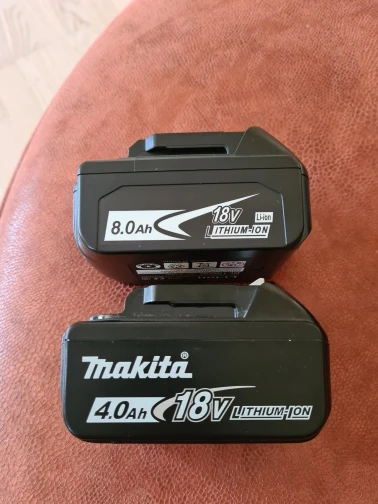 8.0Ah 18V Li-ion
LITHIUM-ION
Makita®
4.0Ah 18V LITHIUM-ION